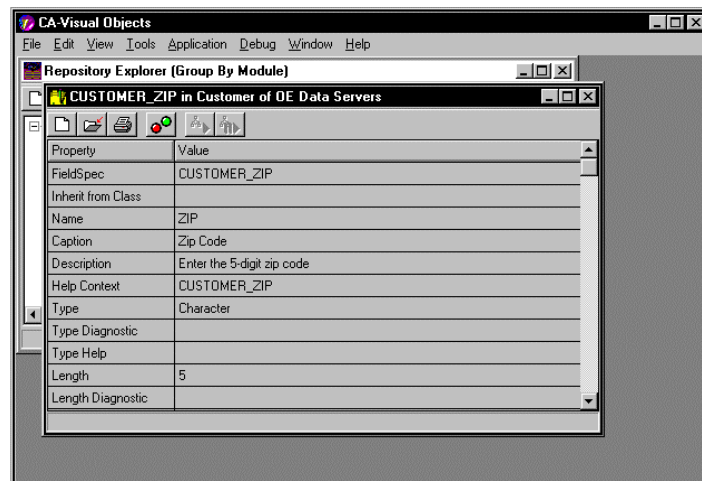 CA-Visual Objects
File Edit View Tools Application Debug Window Help
Repository Explorer (Group By Module)
CUSTOMER_ZIP in Customer of OE Data Servers
Property Value
FieldSpec CUSTOMER_ZIP
Inherit from Class
Name ZIP
Caption Zip Code
Description Enter the 5-digit zip code
Help Context CUSTOMER_ZIP
Type Character
Type Diagnostic
Type Help
Length 5
Length Diagnostic